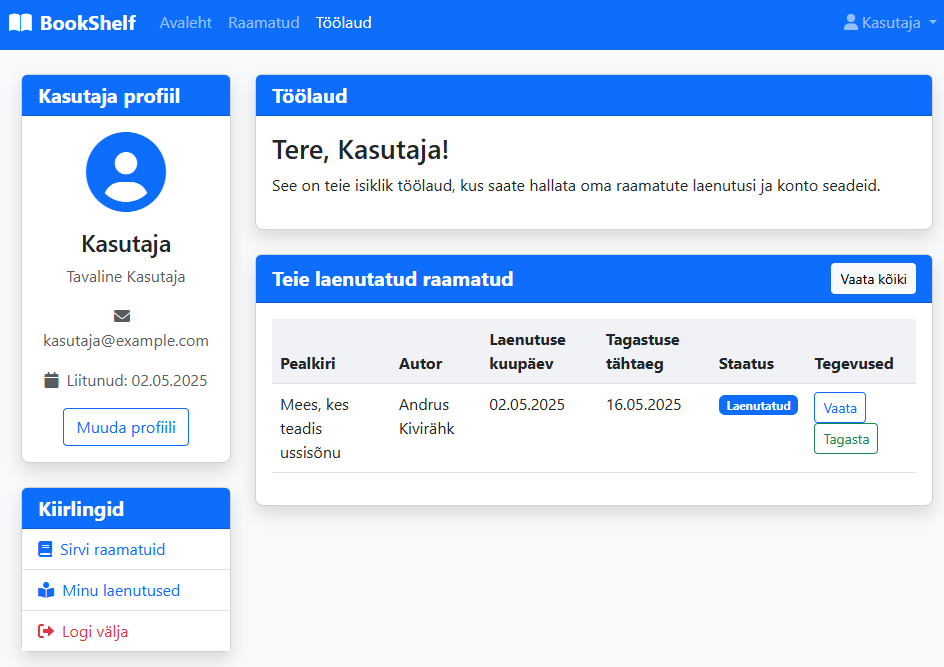 BookShelf Avaleht Raamatud Töölaud Kasutaja
Kasutaja profiil
Kasutaja
Tavaline Kasutaja
kasutaja@example.com
Liitunud: 02.05.2025
Muuda profiili
Kiirlingid
Sirvi raamatuid
Minu laenutused
Logi välja
Töölaud
Tere, Kasutaja!
See on teie isiklik töölaud, kus saate hallata oma raamatute laenutusi ja konto seadeid.
Teie laenutatud raamatud Vaata kõiki
Laenutuse Tagastuse
Pealkiri Autor kuupäev tähtaeg Staatus Tegevused
Mees, kes Andrus 02.05.2025 16.05.2025 Laenutatud Vaata
teadis Kivirähk Tagasta
ussisõnu